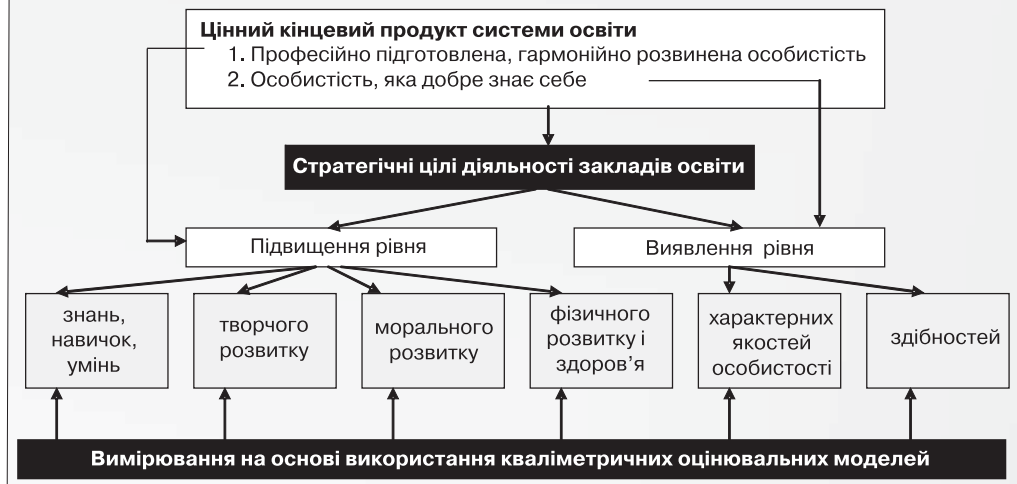 Цінний кінцевий продукт системи освіти
1. Професійно підготовлена, гармонійно розвинена особистість
2. Особистість, яка добре знає себе
Стратегічні цілі діяльності закладів освіти
Підвищення рівня
Виявлення рівня
знань,
навичок,
умінь
творчого
розвитку
морального
розвитку
фізичного
розвитку і
здоров’я
характерних
якостей
особистості
здібностей
Вимірювання на основі використання кваліметричних оцінювальних моделей